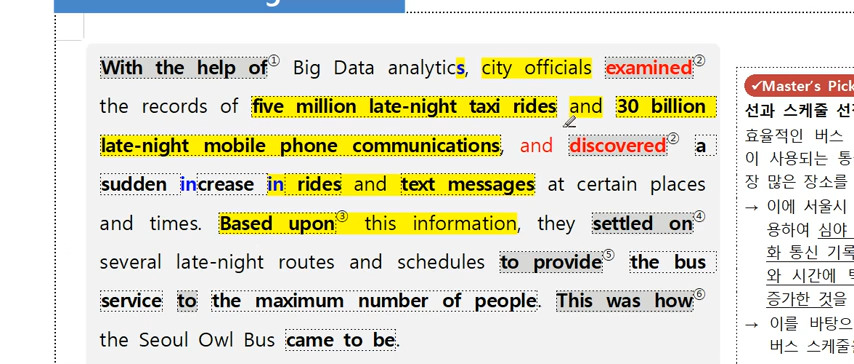 With the help of① Big Data analytics, city officials examined②
the records of five million late-night taxi rides and 30 billion
late-night mobile phone communications, and discovered② a
sudden increase in rides and text messages at certain places
and times. Based upon③ this information, they settled on④
several late-night routes and schedules to provide⑤ the bus
service to the maximum number of people. This was how⑥
the Seoul Owl Bus came to be.
✓Master's Pick
선과 스케줄 선
효율적인 버스
이 사용되는 통
장 많은 장소를
→ 이에 서울시
용하여 심야
화 통신 기록
와 시간에 택
증가한 것을
→ 이를 바탕으
버스 스케줄